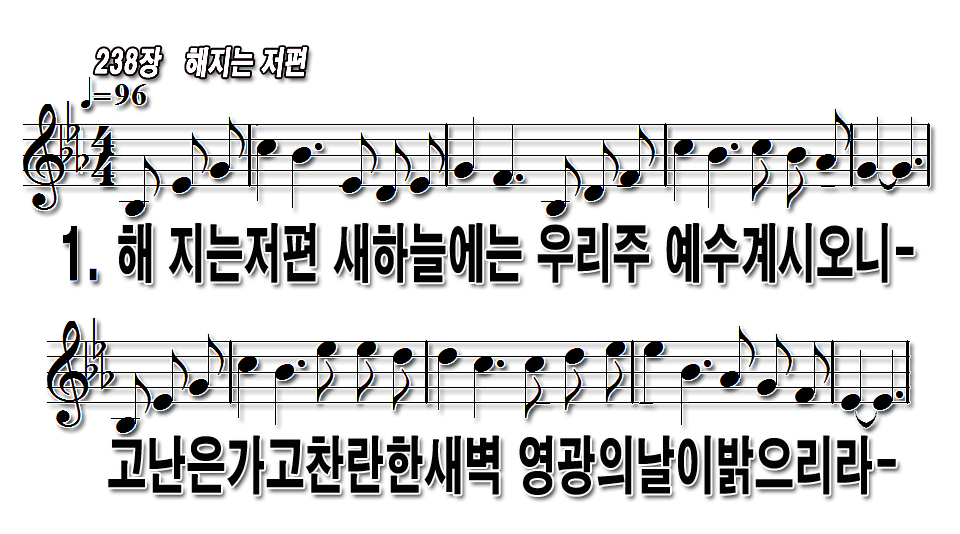 238장 해지는 저편
♩=96
4/4
1. 해 지는저편 새하늘에는 우리주 예수계시오니-
고난은가고찬란한새벽 영광의날이밝으리라-